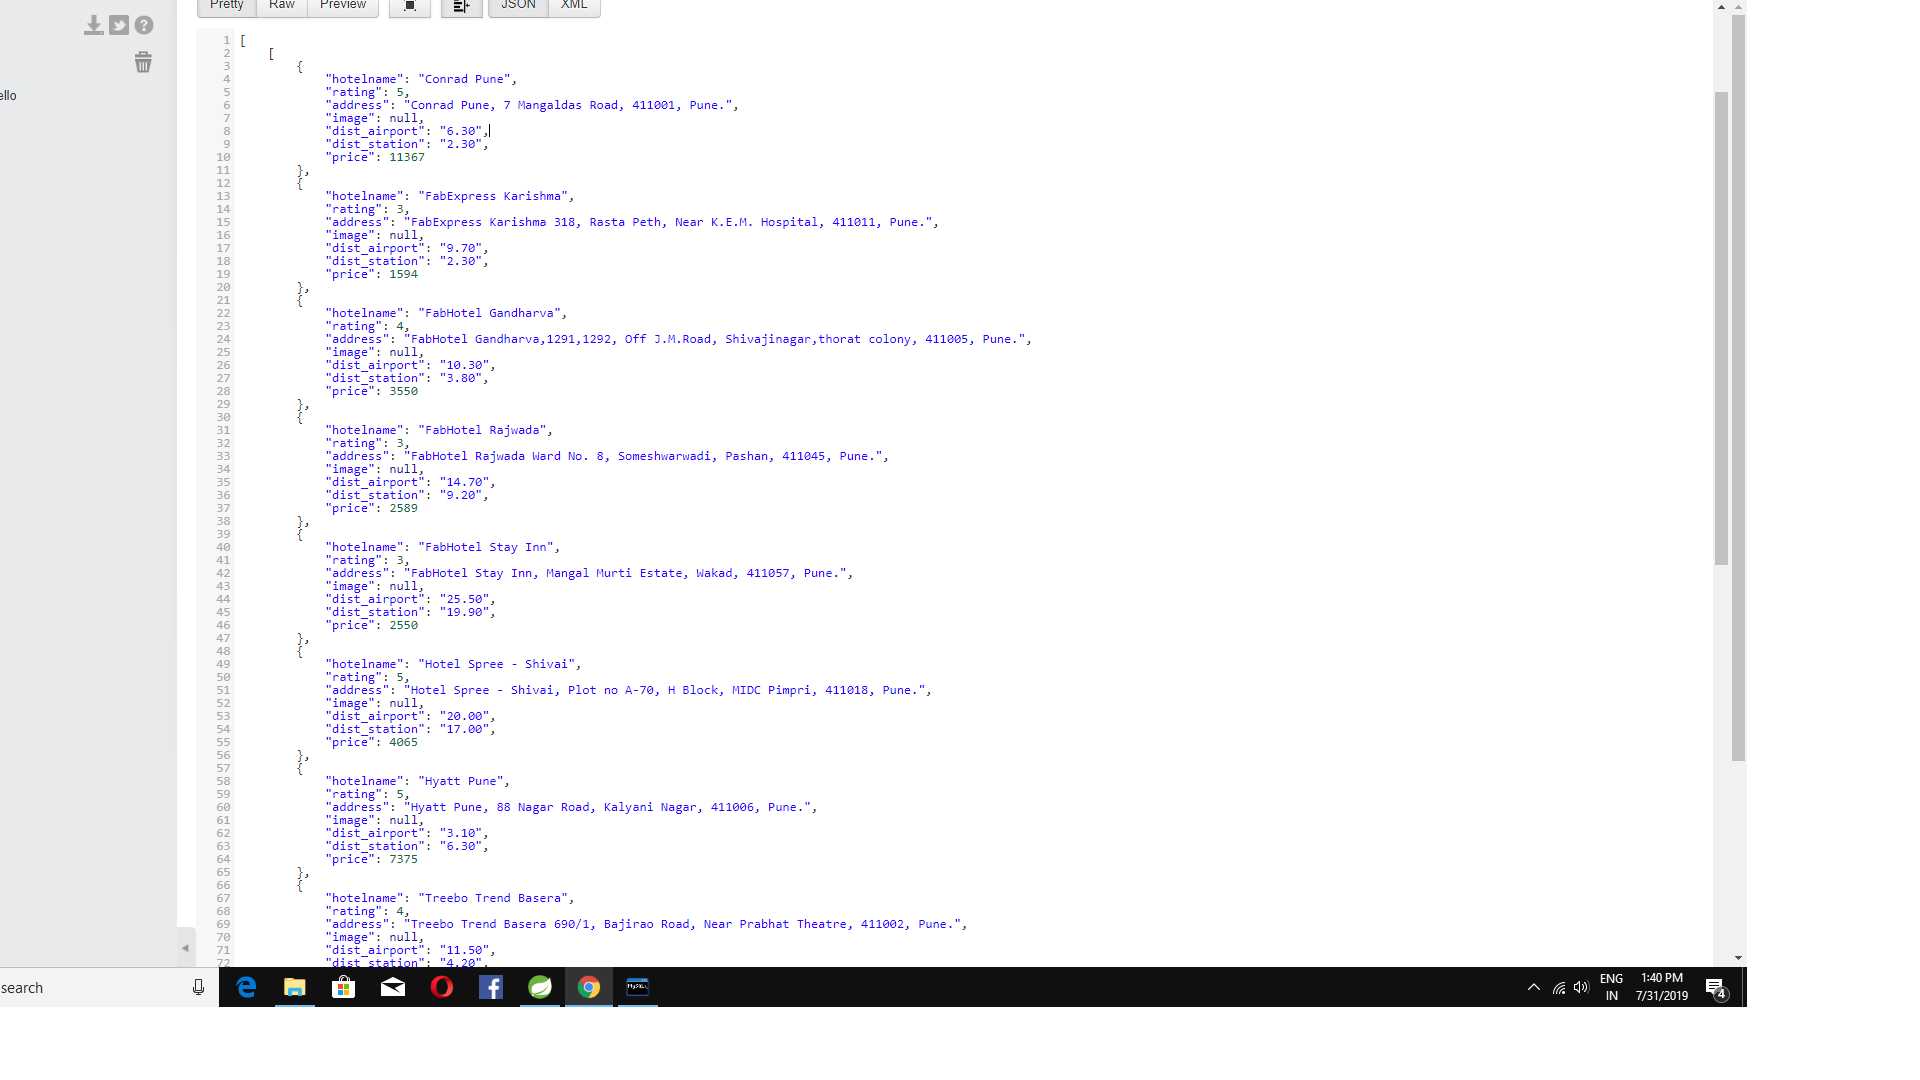 Pretty Raw Preview JSON XML
ello
1 [
2 [
3 {
4 "hotelname": "Conrad Pune",
5 "rating": 5,
6 "address": "Conrad Pune, 7 Mangaldas Road, 411001, Pune.",
7 "image": null,
8 "dist_airport": "6.30",
9 "dist_station": "2.30",
10 "price": 11367
11 },
12 {
13 "hotelname": "FabExpress Karishma",
14 "rating": 3,
15 "address": "FabExpress Karishma 318, Rasta Peth, Near K.E.M. Hospital, 411011, Pune.",
16 "image": null,
17 "dist_airport": "9.70",
18 "dist_station": "2.30",
19 "price": 1594
20 },
21 {
22 "hotelname": "FabHotel Gandharva",
23 "rating": 4,
24 "address": "FabHotel Gandharva,1291,1292, Off J.M.Road, Shivajinagar,thorat colony, 411005, Pune.",
25 "image": null,
26 "dist_airport": "10.30",
27 "dist_station": "3.80",
28 "price": 3550
29 },
30 {
31 "hotelname": "FabHotel Rajwada",
32 "rating": 3,
33 "address": "FabHotel Rajwada Ward No. 8, Someshwarwadi, Pashan, 411045, Pune.",
34 "image": null,
35 "dist_airport": "14.70",
36 "dist_station": "9.20",
37 "price": 2589
38 },
39 {
40 "hotelname": "FabHotel Stay Inn",
41 "rating": 3,
42 "address": "FabHotel Stay Inn, Mangal Murti Estate, Wakad, 411057, Pune.",
43 "image": null,
44 "dist_airport": "25.50",
45 "dist_station": "19.90",
46 "price": 2550
47 },
48 {
49 "hotelname": "Hotel Spree - Shivai",
50 "rating": 5,
51 "address": "Hotel Spree - Shivai, Plot no A-70, H Block, MIDC Pimpri, 411018, Pune.",
52 "image": null,
53 "dist_airport": "20.00",
54 "dist_station": "17.00",
55 "price": 4065
56 },
57 {
58 "hotelname": "Hyatt Pune",
59 "rating": 5,
60 "address": "Hyatt Pune, 88 Nagar Road, Kalyani Nagar, 411006, Pune.",
61 "image": null,
62 "dist_airport": "3.10",
63 "dist_station": "6.30",
64 "price": 7375
65 },
66 {
67 "hotelname": "Treebo Trend Basera",
68 "rating": 4,
69 "address": "Treebo Trend Basera 690/1, Bajirao Road, Near Prabhat Theatre, 411002, Pune.",
70 "image": null,
71 "dist_airport": "11.50",
72 "dist_station": "4.20",
search
MySQL
ENG
IN
1:40 PM
7/31/2019
4